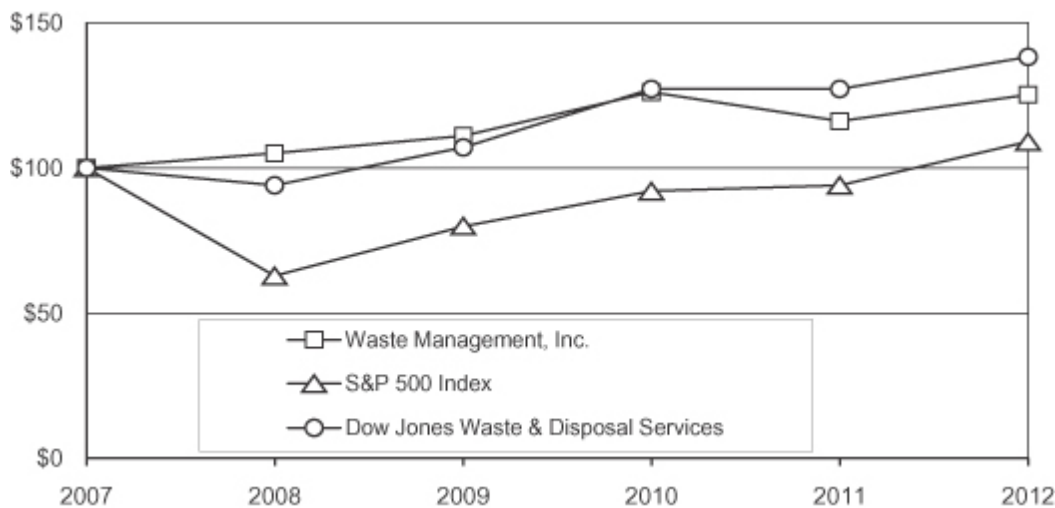 $150
$100
$50
Waste Management, Inc.
S&P 500 Index
Dow Jones Waste & Disposal Services
$0
2007 2008 2009 2010 2011 2012